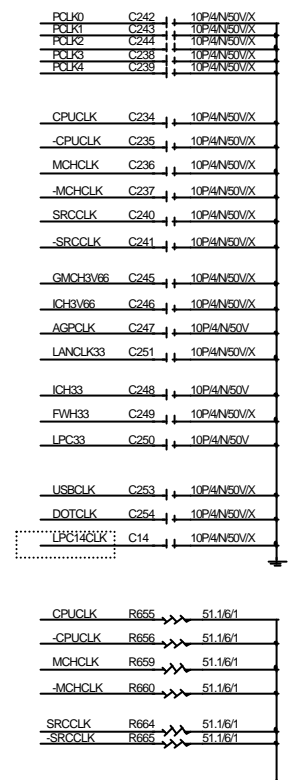 PCLK0 C242 10P/4/N/50V/X
PCLK1 C243 10P/4/N/50V/X
PCLK2 C244 10P/4/N/50V/X
PCLK3 C238 10P/4/N/50V/X
PCLK4 C239 10P/4/N/50V/X
CPUCLK C234 10P/4/N/50V/X
-CPUCLK C235 10P/4/N/50V/X
MCHCLK C236 10P/4/N/50V/X
-MCHCLK C237 10P/4/N/50V/X
SRCCLK C240 10P/4/N/50V/X
-SRCCLK C241 10P/4/N/50V/X
GMCH3V66 C245 10P/4/N/50V/X
ICH3V66 C246 10P/4/N/50V/X
AGPCLK C247 10P/4/N/50V
LANCLK33 C251 10P/4/N/50V/X
ICH33 C248 10P/4/N/50V
FWH33 C249 10P/4/N/50V/X
LPC33 C250 10P/4/N/50V
USBCLK C253 10P/4/N/50V/X
DOTCLK C254 10P/4/N/50V/X
LPC14CLK C14 10P/4/N/50V/X
CPUCLK R655 51.1/6/1
-CPUCLK R656 51.1/6/1
MCHCLK R659 51.1/6/1
-MCHCLK R660 51.1/6/1
SRCCLK R664 51.1/6/1
-SRCCLK R665 51.1/6/1